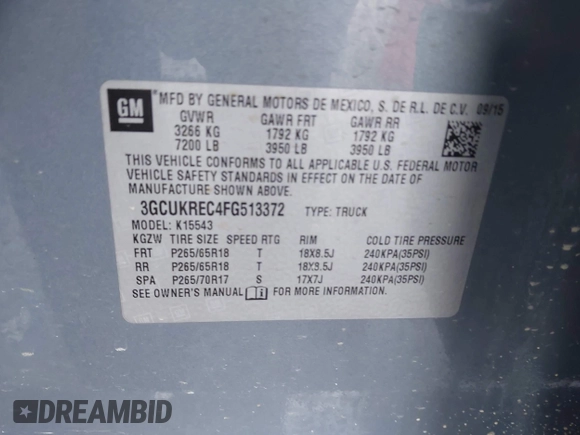 GM
MFD BY GENERAL MOTORS DE MEXICO, S. DE R.L. DE C.V. 09/15
GVWR GAWR FRT GAWR RR
3266 KG 1792 KG 1792 KG
7200 LB 3950 LB 3950 LB
THIS VEHICLE CONFORMS TO ALL APPLICABLE U.S. FEDERAL MOTOR
VEHICLE SAFETY STANDARDS IN EFFECT ON THE DATE OF
MANUFACTURE SHOWN ABOVE.
3GCUKREC4FG513372 TYPE: TRUCK
MODEL: K15543
KGZW TIRE SIZE SPEED RTG RIM COLD TIRE PRESSURE
FRT P265/65R18 T 18X8.5J 240KPA(35PSI)
RR P265/65R18 T 18X8.5J 240KPA(35PSI)
SPA P265/70R17 S 17X7J 240KPA(35PSI)
SEE OWNER'S MANUAL FOR MORE INFORMATION.
DREAMBID